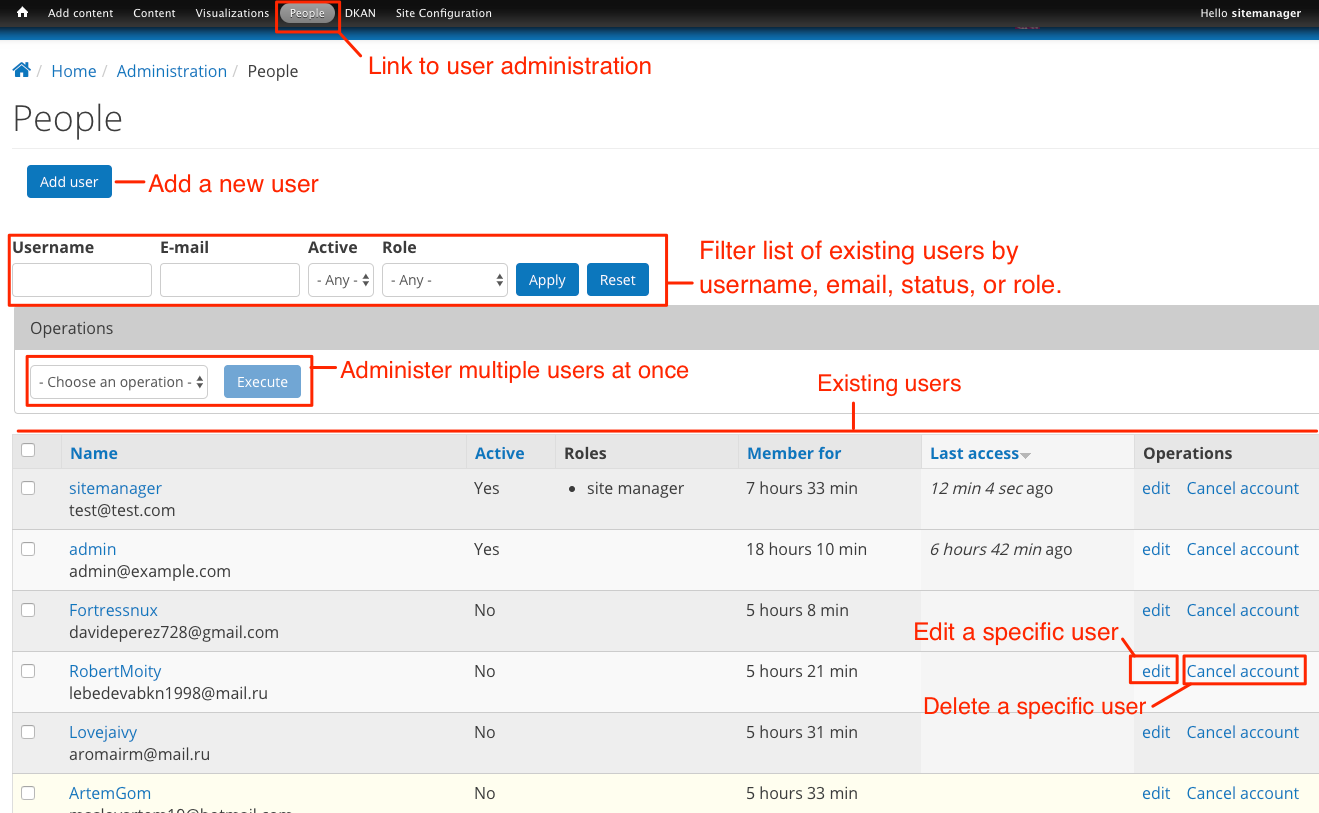 Add content Content Visualizations People DKAN Site Configuration Hello sitemanager
/ Home / Administration / People
Link to user administration
People
Add user
Add a new user
Username E-mail Active Role
- Any - - Any - Apply Reset
Filter list of existing users by
username, email, status, or role.
Operations
- Choose an operation - Execute
Administer multiple users at once
Existing users
Name Active Roles Member for Last access Operations
sitemanager Yes • site manager 7 hours 33 min 12 min 4 sec ago edit Cancel account
test@test.com
admin Yes 18 hours 10 min 6 hours 42 min ago edit Cancel account
admin@example.com
Fortressnux No 5 hours 8 min edit Cancel account
davideperez728@gmail.com
Edit a specific user
RobertMoity No 5 hours 21 min edit Cancel account
lebedevabkn1998@mail.ru
Delete a specific user
Lovejaivy No 5 hours 31 min edit Cancel account
aromairm@mail.ru
ArtemGom No 5 hours 33 min edit Cancel account